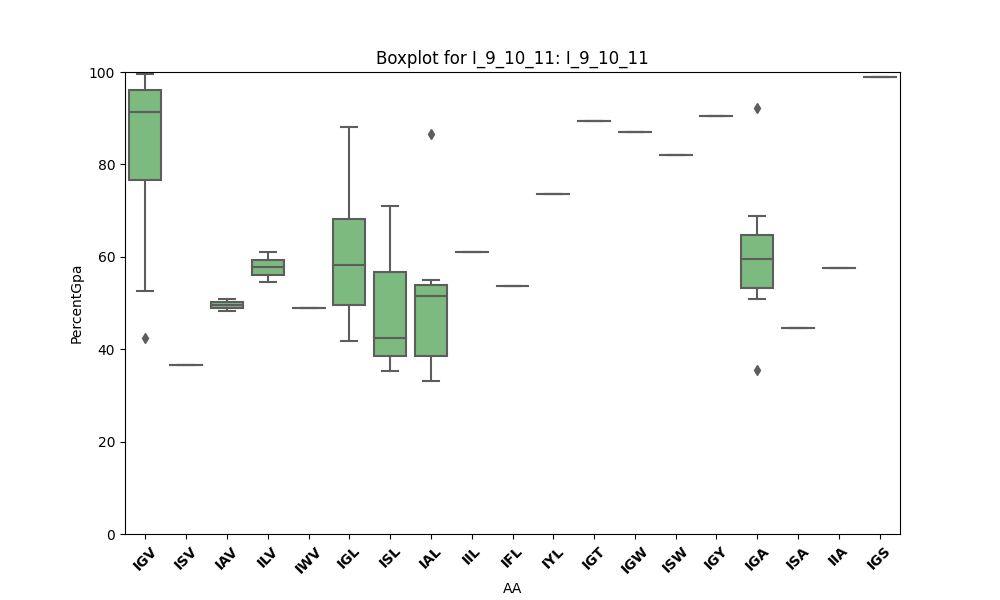 Boxplot for I_9_10_11: I_9_10_11
100
80
60
40
20
0
PercentGpa
IGV ISV IAV ILV IWV IGL ISL IAL IIL IFL IYL IGT IGW ISW IGY IGA ISA IIA IGS
AA